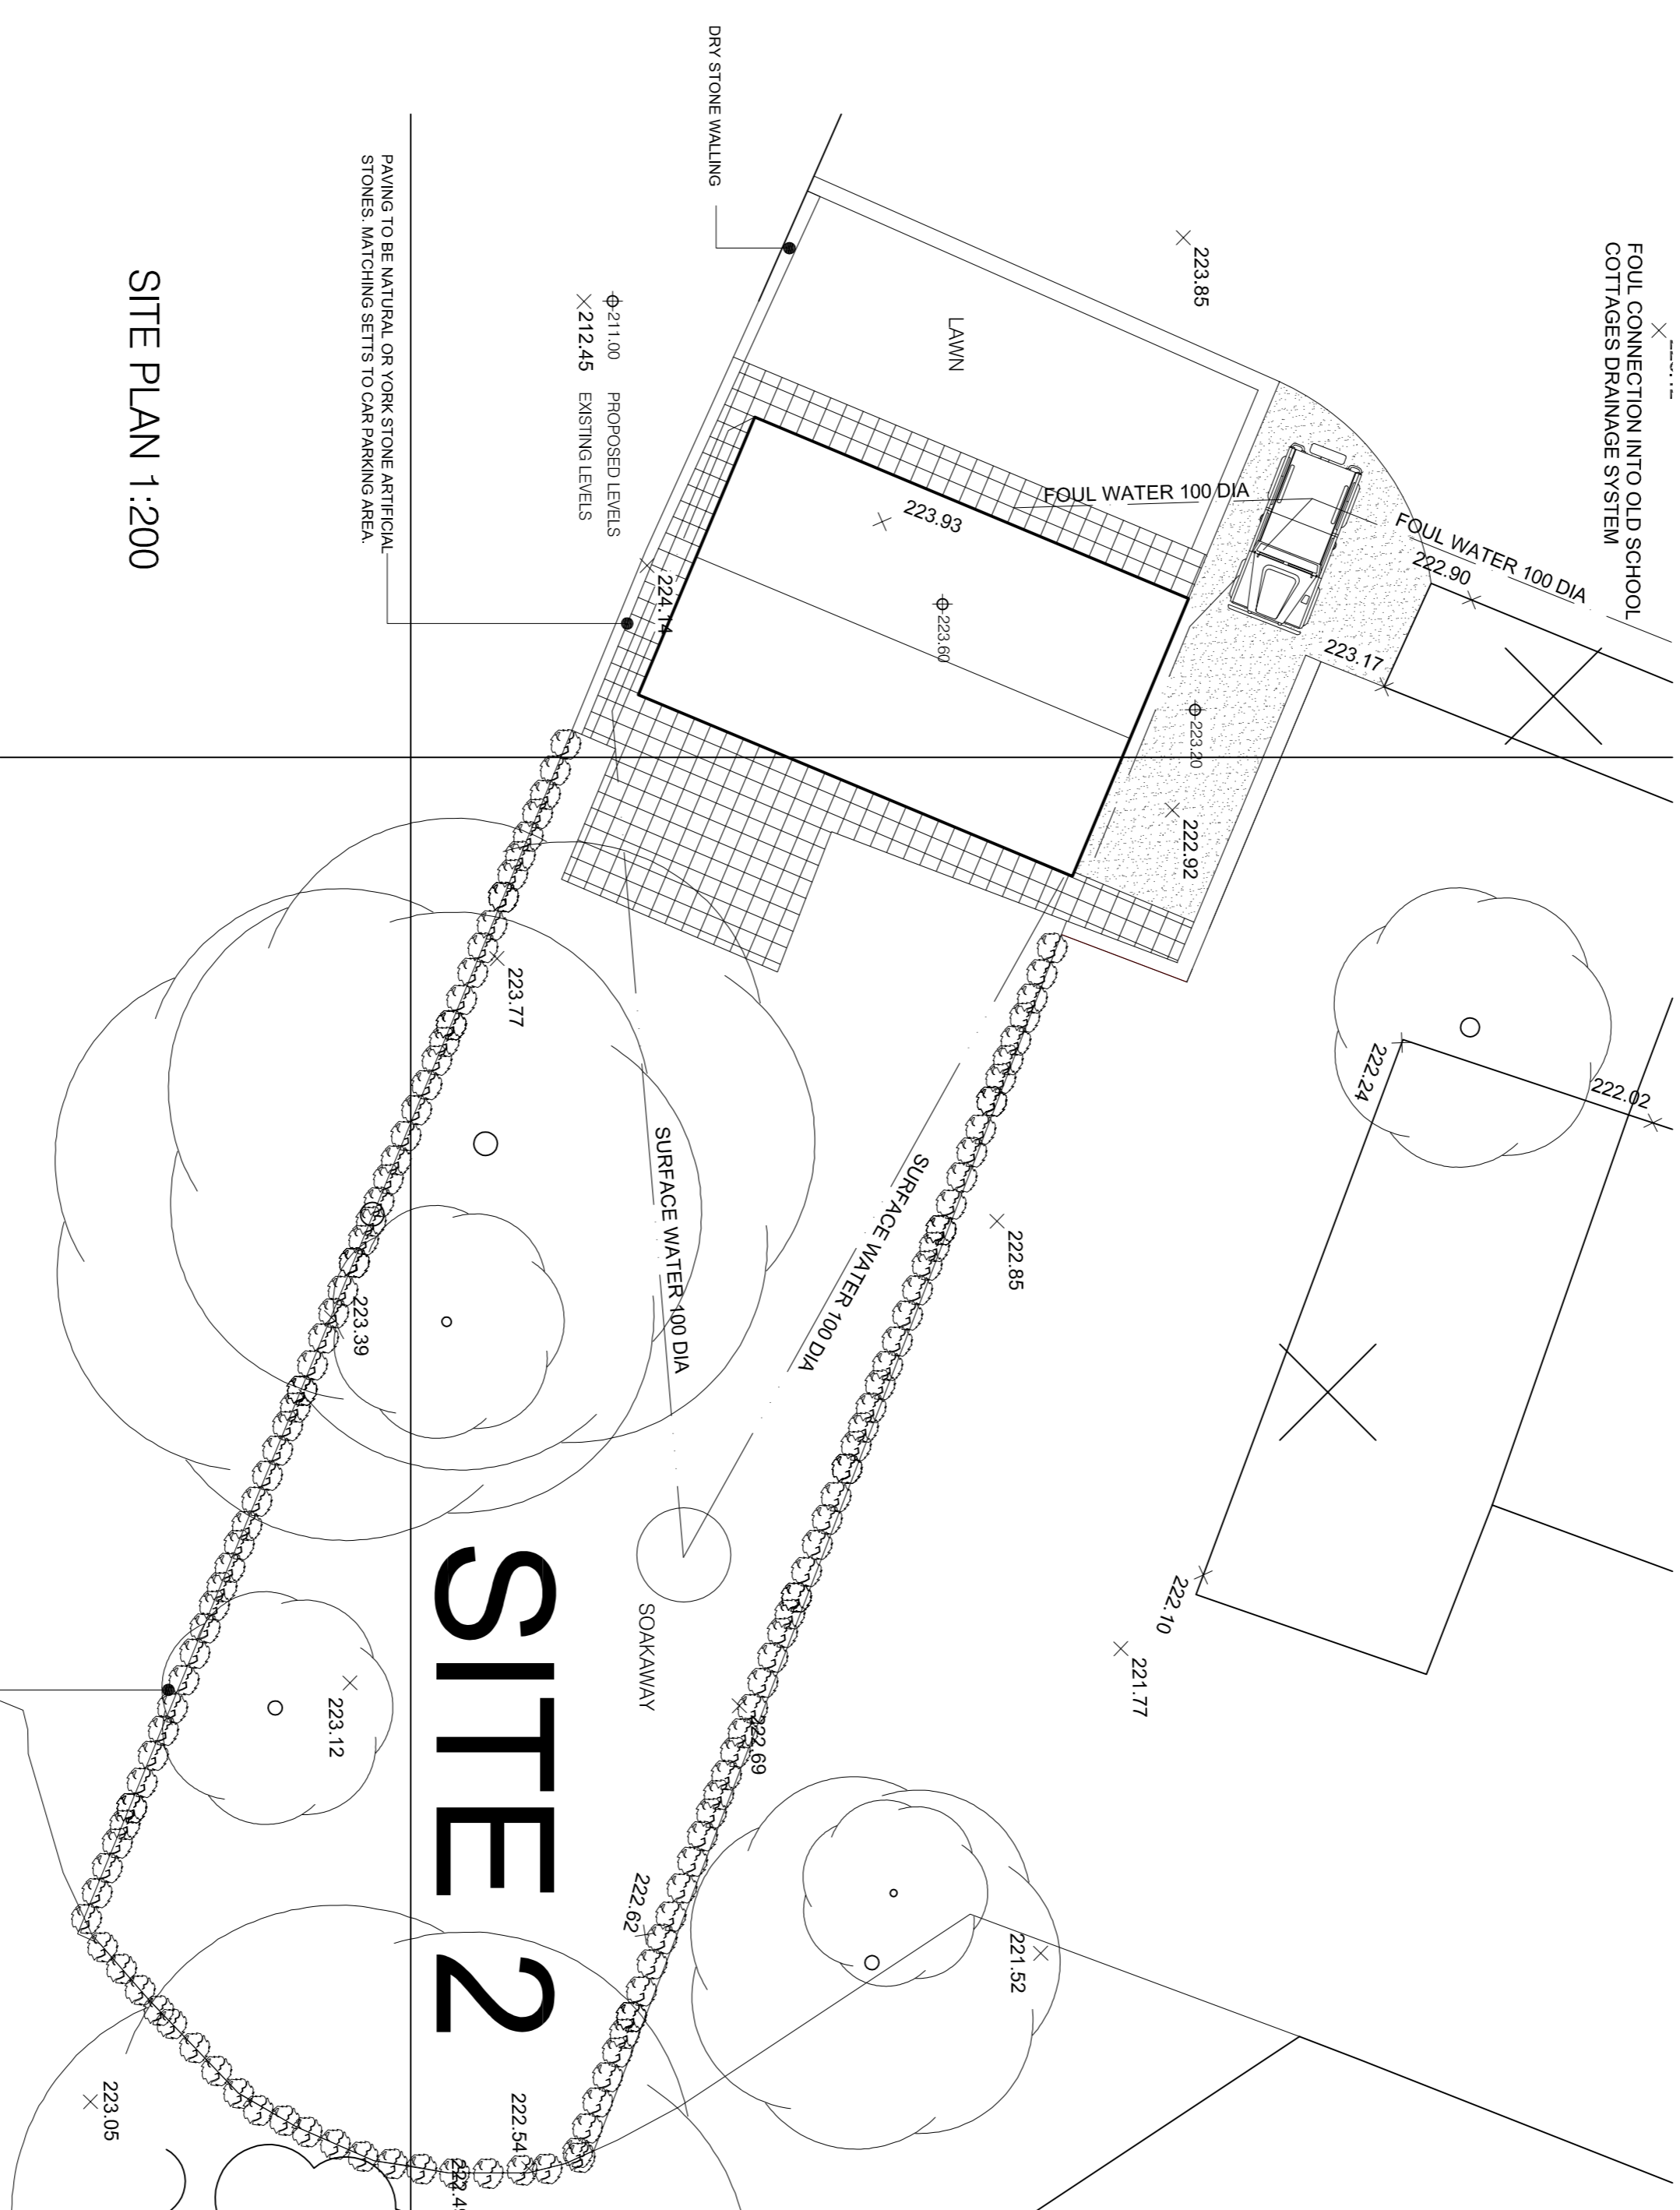 FOUL CONNECTION INTO OLD SCHOOL
COTTAGES DRAINAGE SYSTEM
DRY STONE WALLING
223.85
LAWN
FOUL WATER 100 DIA
FOUL WATER 100 DIA
222.90
223.17
223.93
223.60
223.20
222.92
224.14
211.00 PROPOSED LEVELS
212.45 EXISTING LEVELS
PAVING TO BE NATURAL OR YORK STONE ARTIFICIAL
STONES. MATCHING SETTS TO CAR PARKING AREA.
SITE PLAN 1:200
223.77
222.24
222.02
SURFACE WATER 100 DIA
SURFACE WATER 100 DIA
222.85
223.39
SOAKAWAY
222.10
221.77
222.69
223.12
SITE 2
222.62
221.52
223.05
222.54